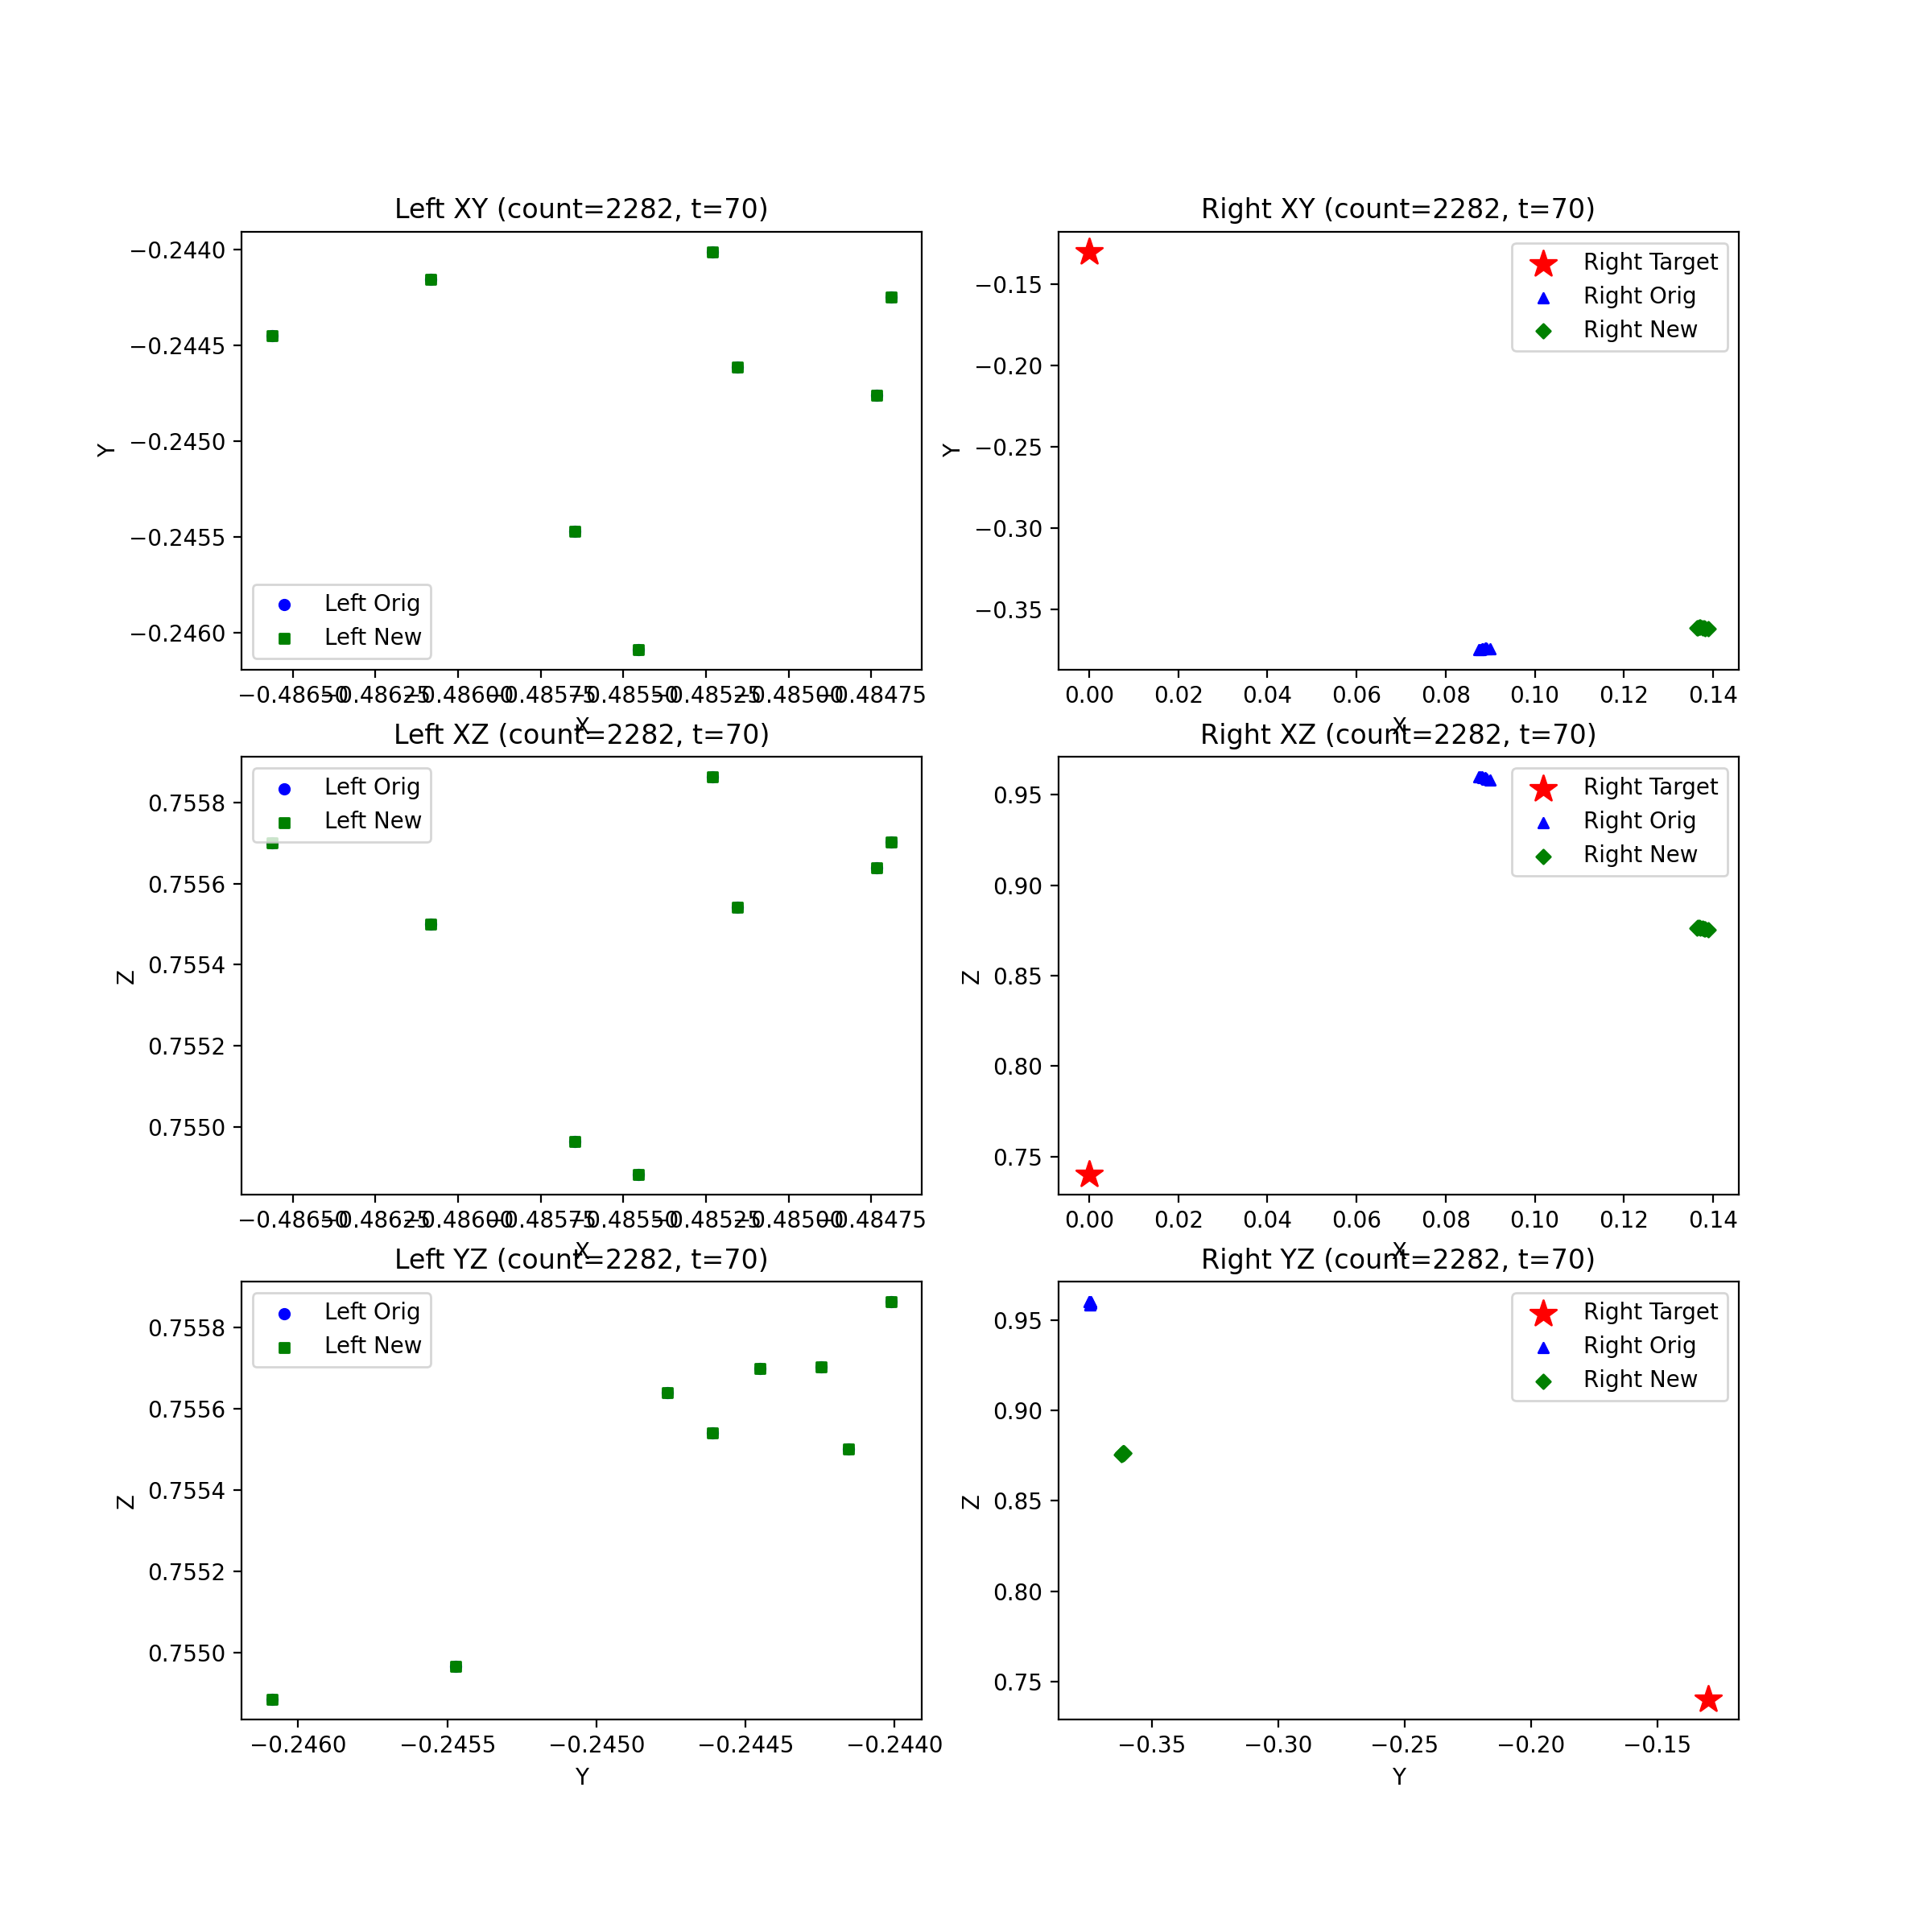 Left XY (count=2282, t=70)
Y
−0.2440
−0.2445
−0.2450
−0.2455
−0.2460
Left Orig
Left New
−0.48650 −0.48625 −0.48600 −0.48575 −0.48550 −0.48525 −0.48500 −0.48475
X
Right XY (count=2282, t=70)
Y
−0.15
−0.20
−0.25
−0.30
−0.35
Right Target
Right Orig
Right New
0.00 0.02 0.04 0.06 0.08 0.10 0.12 0.14
X
Left XZ (count=2282, t=70)
Z
0.7558
0.7556
0.7554
0.7552
0.7550
Left Orig
Left New
−0.48650 −0.48625 −0.48600 −0.48575 −0.48550 −0.48525 −0.48500 −0.48475
X
Right XZ (count=2282, t=70)
Z
0.95
0.90
0.85
0.80
0.75
Right Target
Right Orig
Right New
0.00 0.02 0.04 0.06 0.08 0.10 0.12 0.14
X
Left YZ (count=2282, t=70)
Z
0.7558
0.7556
0.7554
0.7552
0.7550
Left Orig
Left New
−0.2460 −0.2455 −0.2450 −0.2445 −0.2440
Y
Right YZ (count=2282, t=70)
Z
0.95
0.90
0.85
0.80
0.75
Right Target
Right Orig
Right New
−0.35 −0.30 −0.25 −0.20 −0.15
Y